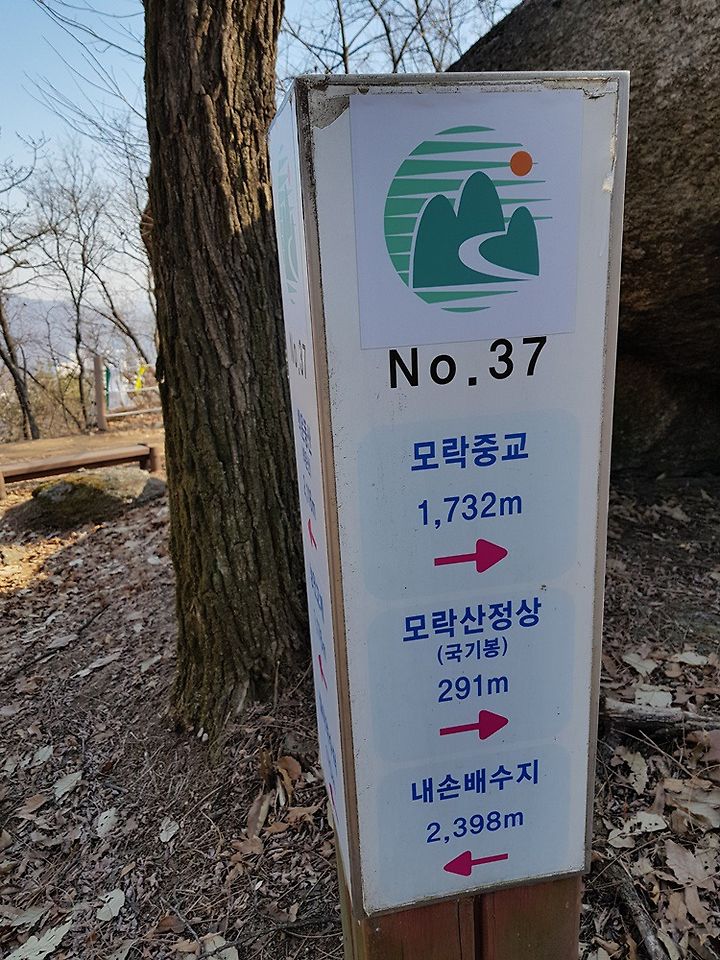 No.37
모락중교
1,732m
모락산정상
(국기봉)
291m
내손배수지
2,398m